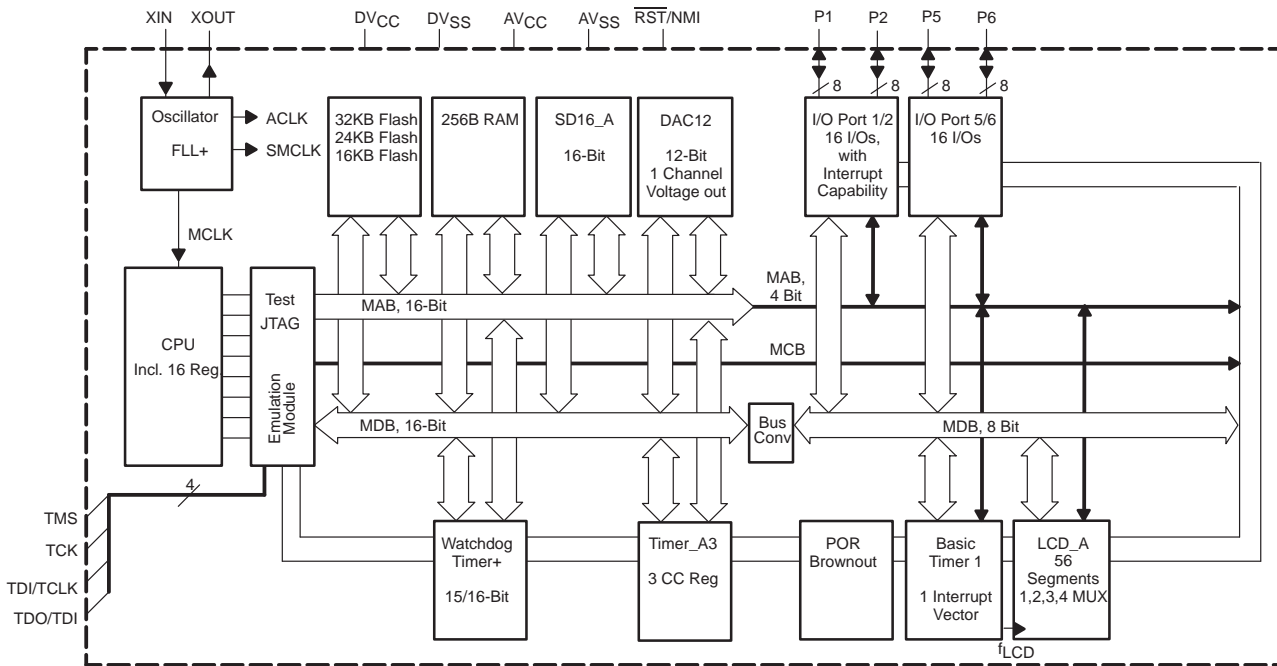 XIN
XOUT
DVCC
DVSS
AVCC
AVSS
RST/NMI
P1
P2
P5
P6
8
8
8
8
Oscillator
FLL+
ACLK
SMCLK
32KB Flash
24KB Flash
16KB Flash
256B RAM
SD16_A
16-Bit
DAC12
12-Bit
1 Channel
Voltage out
I/O Port 1/2
16 I/Os,
with
Interrupt
Capability
I/O Port 5/6
16 I/Os
MCLK
CPU
Incl. 16 Reg.
Test
JTAG
Emulation
Module
MAB, 16-Bit
MAB,
4 Bit
MCB
MDB, 16-Bit
Bus
Conv
MDB, 8 Bit
4
TMS
TCK
TDI/TCLK
TDO/TDI
Watchdog
Timer+
15/16-Bit
Timer_A3
3 CC Reg
POR
Brownout
Basic
Timer 1
1 Interrupt
Vector
LCD_A
56
Segments
1,2,3,4 MUX
fLCD